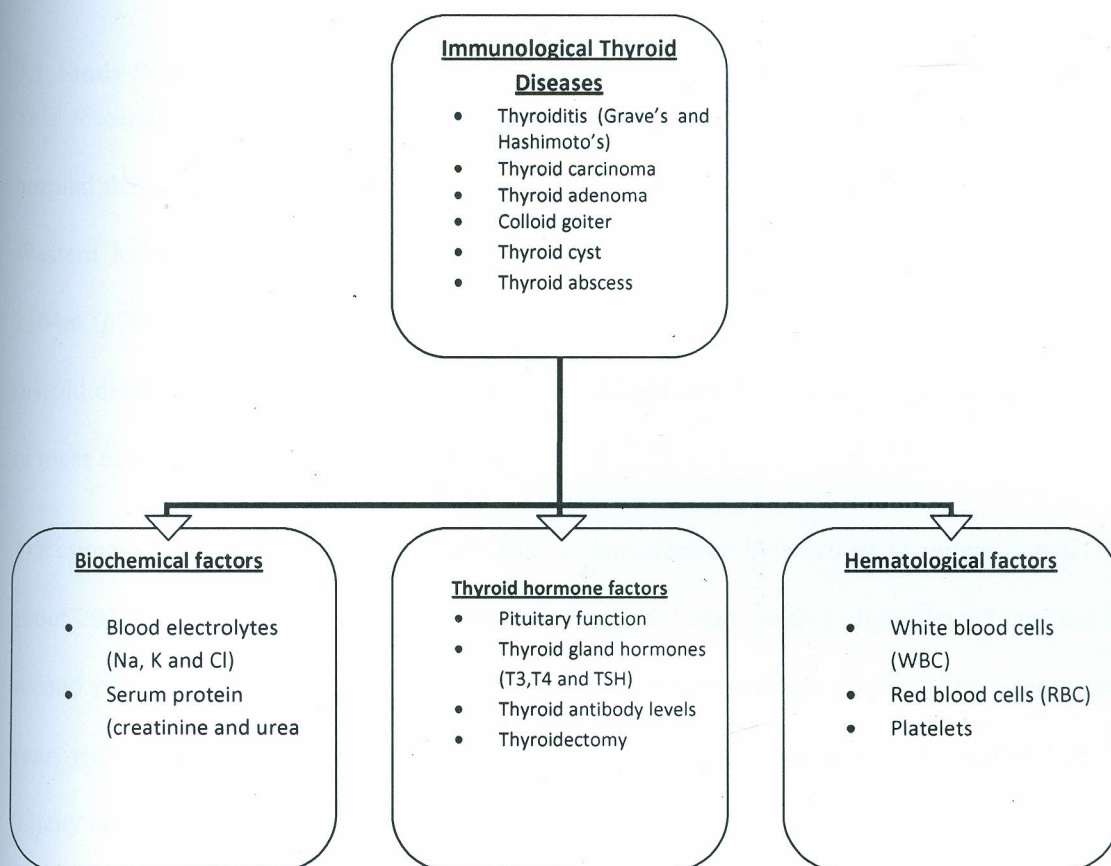 Immunological Thyroid
Diseases
• Thyroiditis (Grave's and
Hashimoto's)
• Thyroid carcinoma
• Thyroid adenoma
• Colloid goiter
• Thyroid cyst
• Thyroid abscess
Biochemical factors
• Blood electrolytes
(Na, K and Cl)
• Serum protein
(creatinine and urea
Thyroid hormone factors
• Pituitary function
• Thyroid gland hormones
(T3,T4 and TSH)
• Thyroid antibody levels
• Thyroidectomy
Hematological factors
• White blood cells
(WBC)
• Red blood cells (RBC)
• Platelets